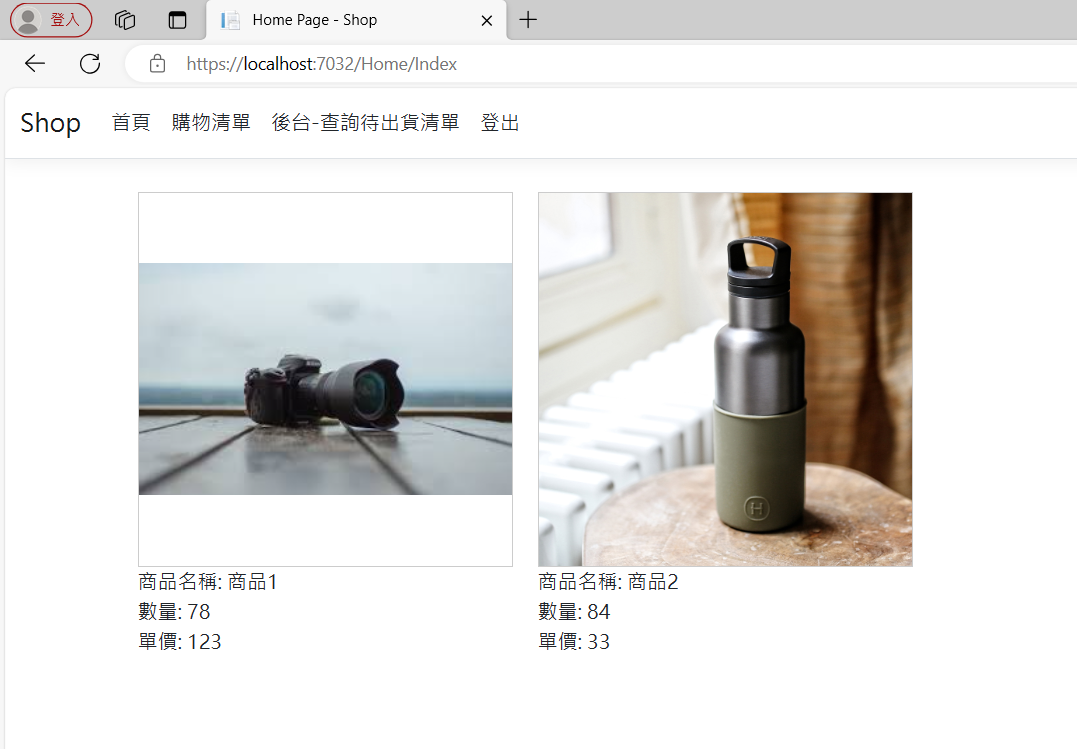 登入
Home Page - Shop
https://localhost:7032/Home/Index
Shop 首頁 購物清單 後台-查詢待出貨清單 登出
H
商品名稱: 商品1
數量: 78
單價: 123
商品名稱: 商品2
數量: 84
單價: 33